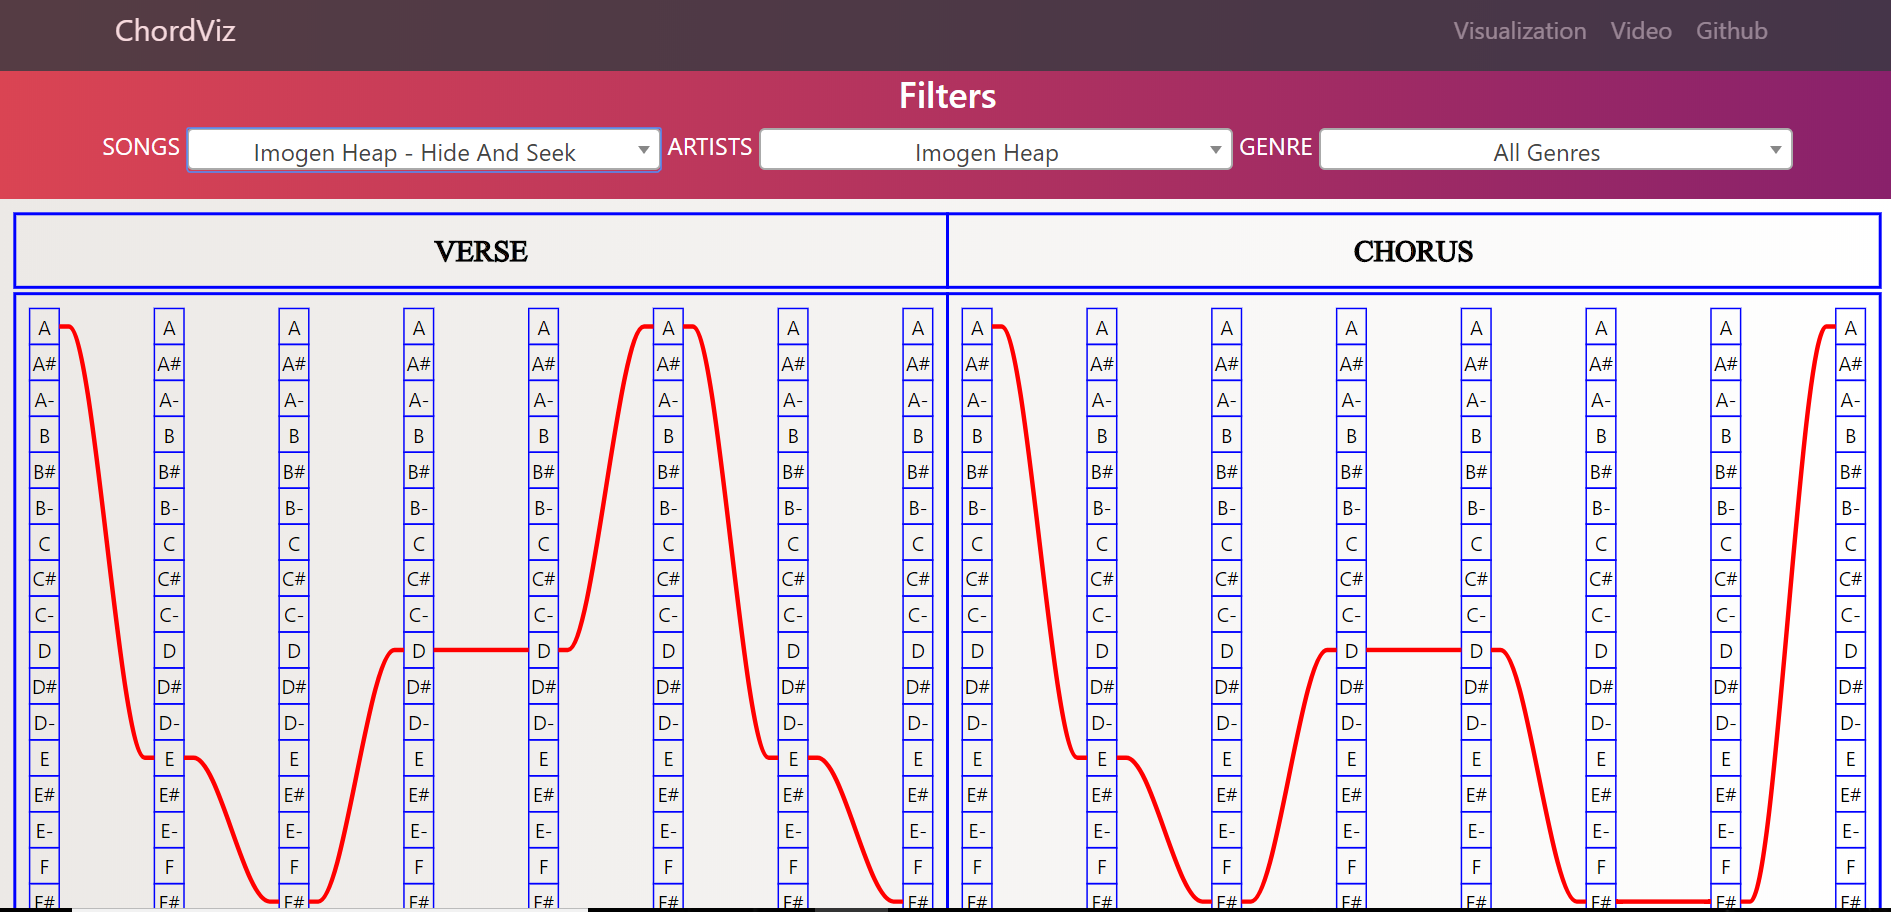 ChordViz Visualization Video Github
Filters
SONGS Imogen Heap - Hide And Seek ARTISTS Imogen Heap GENRE All Genres
VERSE CHORUS
A A A A A A A A A A A A A A A A
A# A# A# A# A# A# A# A# A# A# A# A# A# A# A# A#
A- A- A- A- A- A- A- A- A- A- A- A- A- A- A- A-
B B B B B B B B B B B B B B B B
B# B# B# B# B# B# B# B# B# B# B# B# B# B# B# B#
B- B- B- B- B- B- B- B- B- B- B- B- B- B- B- B-
C C C C C C C C C C C C C C C C
C# C# C# C# C# C# C# C# C# C# C# C# C# C# C# C#
C- C- C- C- C- C- C- C- C- C- C- C- C- C- C- C-
D D D D D D D D D D D D D D D D
D# D# D# D# D# D# D# D# D# D# D# D# D# D# D# D#
D- D- D- D- D- D- D- D- D- D- D- D- D- D- D- D-
E E E E E E E E E E E E E E E E
E# E# E# E# E# E# E# E# E# E# E# E# E# E# E# E#
E- E- E- E- E- E- E- E- E- E- E- E- E- E- E- E-
F F F F F F F F F F F F F F F F
F# F# F# F# F# F# F# F# F# F# F# F# F# F# F# F#